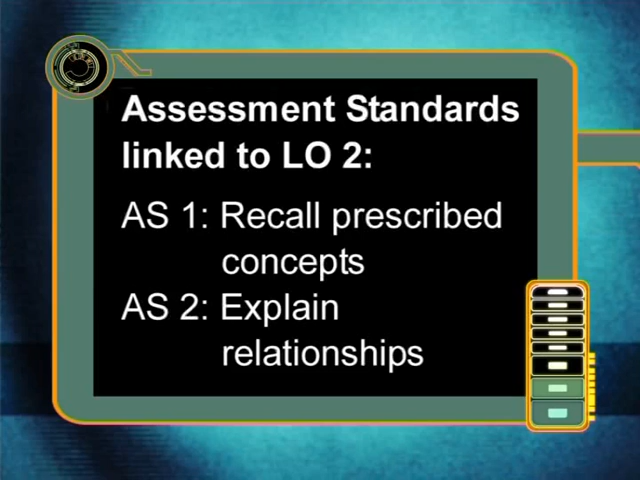 Assessment Standards
linked to LO 2:
AS 1: Recall prescribed
concepts
AS 2: Explain
relationships